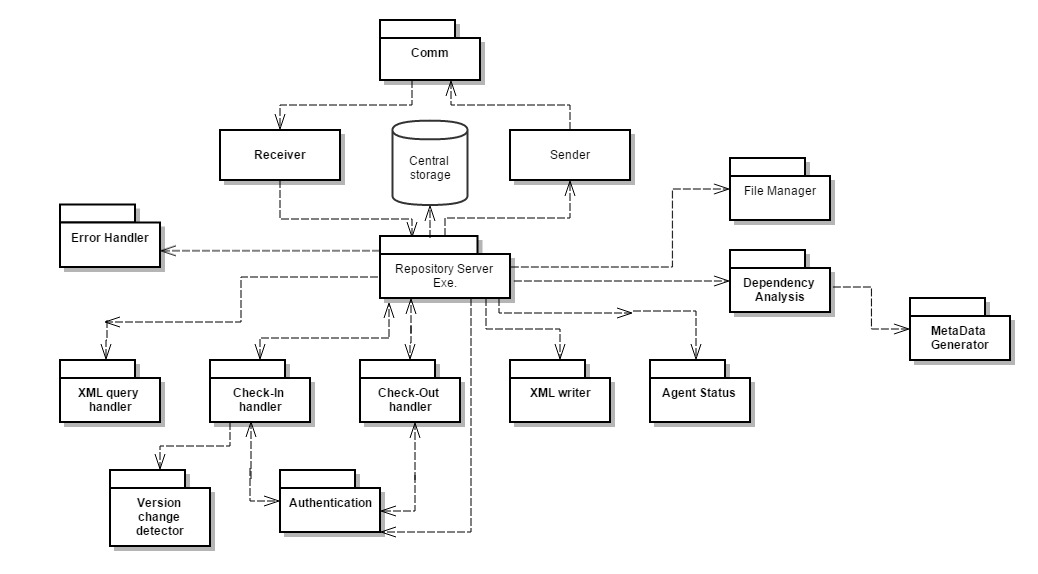 Comm
Receiver
Central
storage
Sender
File Manager
Error Handler
Repository Server
Exe.
Dependency
Analysis
MetaData
Generator
XML query
handler
Check-In
handler
Check-Out
handler
XML writer
Agent Status
Version
change
detector
Authentication